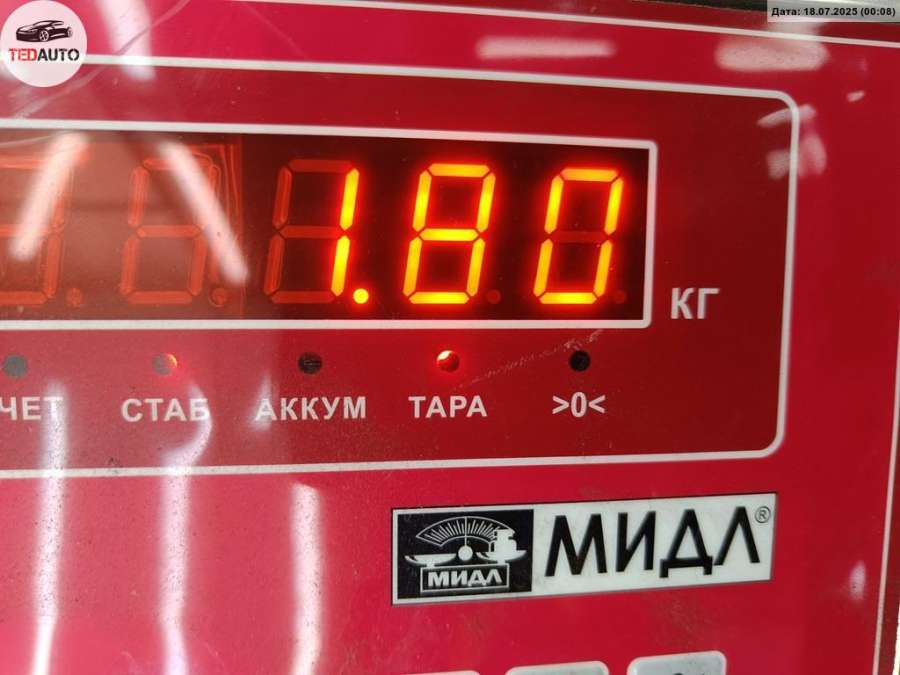 TEDAUTO
Дата: 18.07.2025 (00:08)
1.80
КГ
ЧЕТ СТАБ АККУМ ТАРА >0<
МИДЛ МИДЛ®